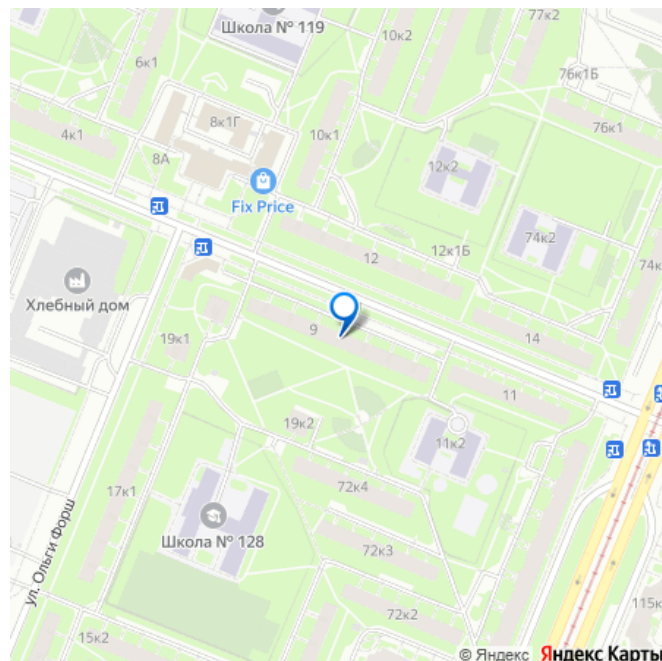 77к2
Школа № 119
10к2
6к1
76к1Б
8к1Г
76к1
10к1
4к1
8А
12к2
Fix Price
74к2
12к1Б
12
74к
Хлебный дом
9
14
19к1
11
19к2
11к2
72к4
17к1
Школа № 128
72к3
ул. Ольги Форш
115к
72к2
15к2
© Яндекс Яндекс Карты